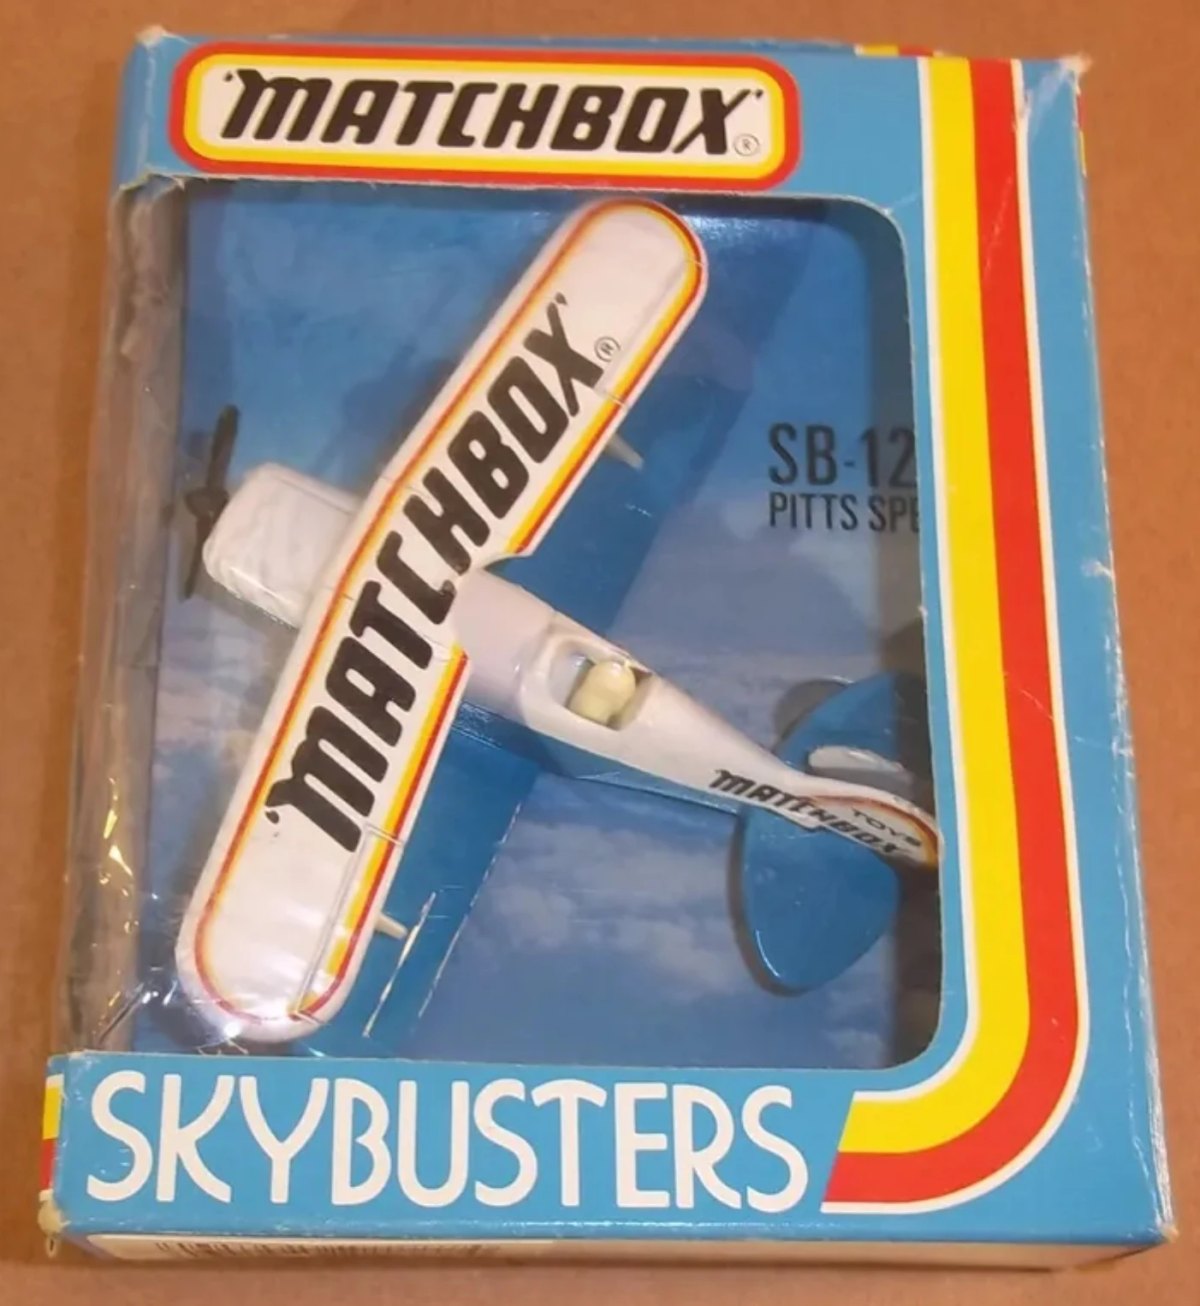 'MATCHBOX'®
'MATCHBOX'®
SB-12
PITTS SPE
MATCHBOX
TOYS
SKYBUSTERS